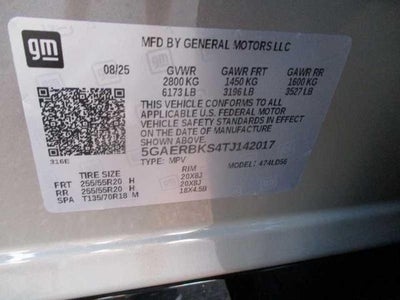 gm
MFD BY GENERAL MOTORS LLC
08/25 GVWR GAWR FRT GAWR RR
2800 KG 1450 KG 1600 KG
6173 LB 3196 LB 3527 LB
THIS VEHICLE CONFORMS TO ALL
APPLICABLE U.S. FEDERAL MOTOR
VEHICLE SAFETY
STANDARDS IN EFFECT ON THE DATE OF
MANUFACTURE SHOWN ABOVE.
5GAERBKS4TJ142017
316E TYPE: MPV MODEL: 474LD56
TIRE SIZE RIM
FRT 255/55R20 H 20X8J
RR 255/55R20 H 20X8J
SPA T135/70R18 M 18X4.5B